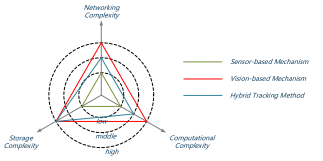 Networking
Complexity
Sensor-based Mechanism
Vision-based Mechanism
Hybrid Tracking Method
low
middle
high
Storage
Complexity
Computational
Complexity